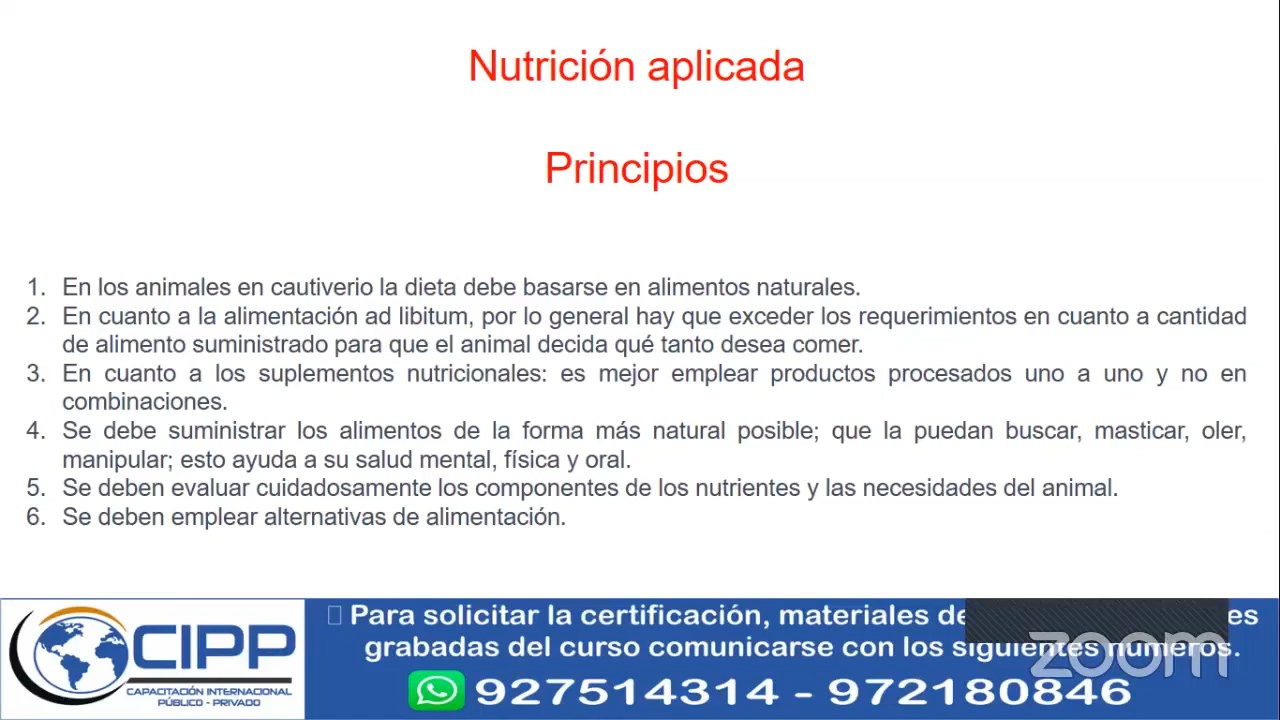 Nutrición aplicada
Principios
1. En los animales en cautiverio la dieta debe basarse en alimentos naturales.
2. En cuanto a la alimentación ad libitum, por lo general hay que exceder los requerimientos en cuanto a cantidad
de alimento suministrado para que el animal decida qué tanto desea comer.
3. En cuanto a los suplementos nutricionales: es mejor emplear productos procesados uno a uno y no en
combinaciones.
4. Se debe suministrar los alimentos de la forma más natural posible; que la puedan buscar, masticar, oler,
manipular; esto ayuda a su salud mental, física y oral.
5. Se deben evaluar cuidadosamente los componentes de los nutrientes y las necesidades del animal.
6. Se deben emplear alternativas de alimentación.
CIPP
CAPACITACIÓN INTERNACIONAL
PÚBLICO - PRIVADO
Para solicitar la certificación, materiales
grabadas del curso comunicarse con los siguientes números.
927514314 - 972180846
zoom